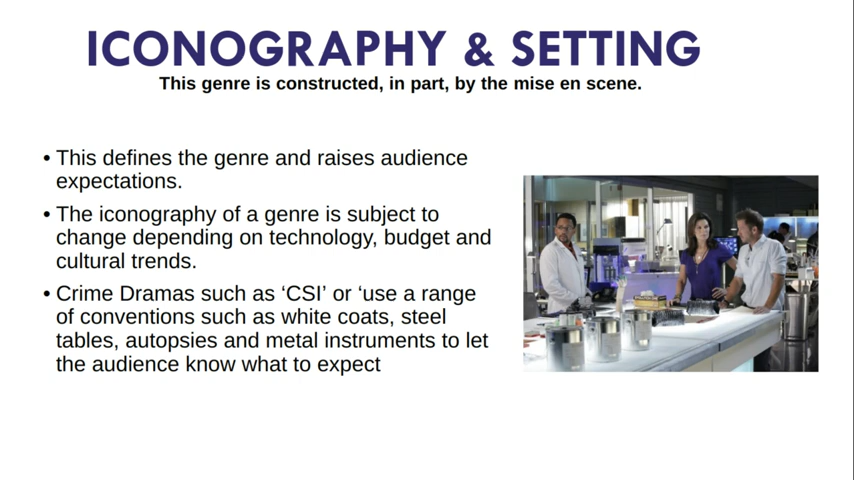 ICONOGRAPHY & SETTING
This genre is constructed, in part, by the mise en scene.
• This defines the genre and raises audience
expectations.
• The iconography of a genre is subject to
change depending on technology, budget and
cultural trends.
• Crime Dramas such as ‘CSI’ or ‘use a range
of conventions such as white coats, steel
tables, autopsies and metal instruments to let
the audience know what to expect